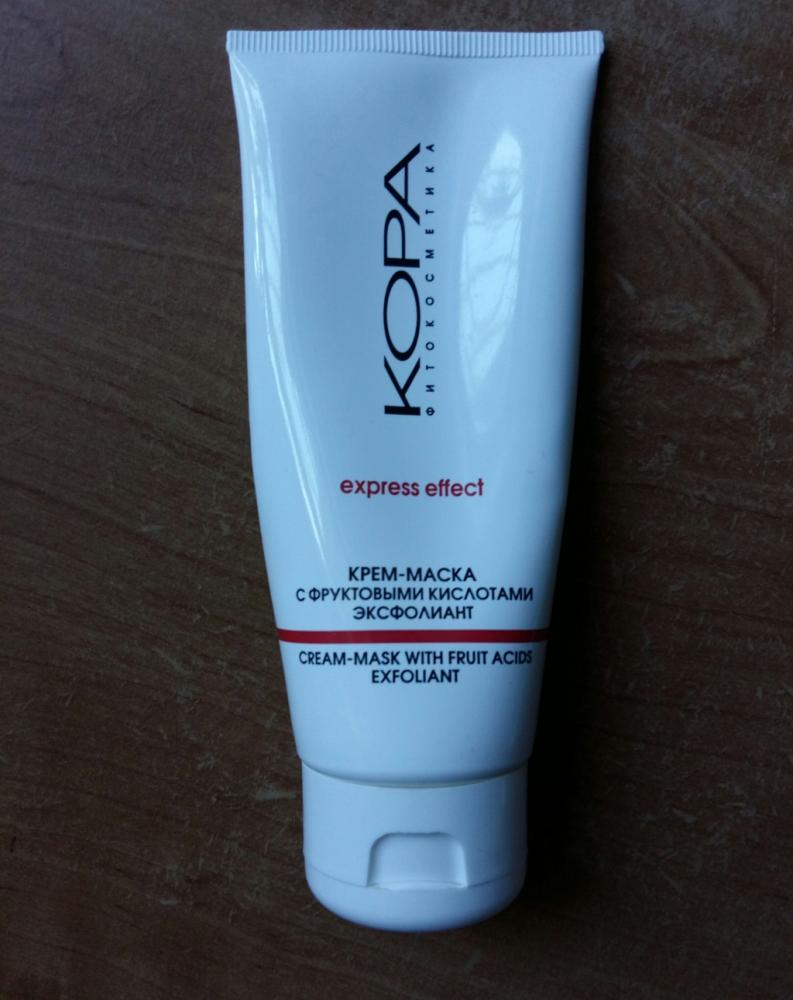 КОРА
ФИТОКОСМЕТИКА
express effect
КРЕМ-МАСКА
С ФРУКТОВЫМИ КИСЛОТАМИ
ЭКСФОЛИАНТ
CREAM-MASK WITH FRUIT ACIDS
EXFOLIANT